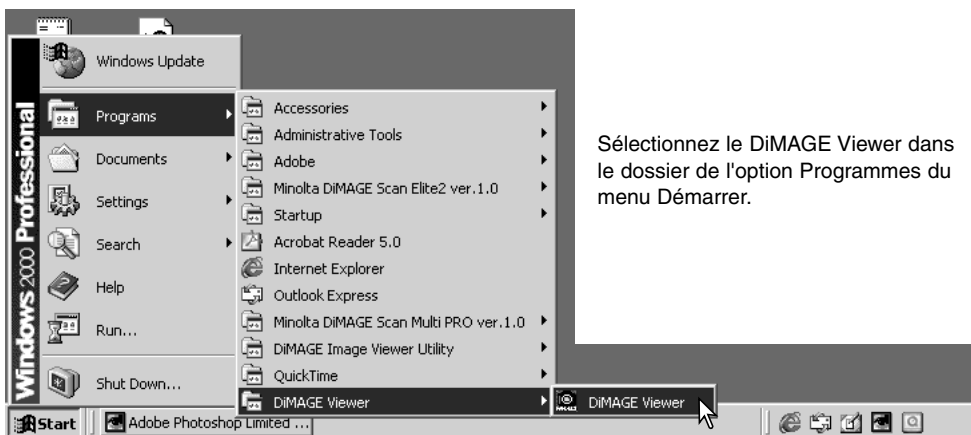 Windows 2000 Professional
Windows Update
Programs
Documents
Settings
Search
Help
Run...
Shut Down...
Accessories
Administrative Tools
Adobe
Minolta DiMAGE Scan Elite2 ver.1.0
Startup
Acrobat Reader 5.0
Internet Explorer
Outlook Express
Minolta DiMAGE Scan Multi PRO ver.1.0
DiMAGE Image Viewer Utility
QuickTime
DiMAGE Viewer
DiMAGE Viewer
Sélectionnez le DiMAGE Viewer dans
le dossier de l'option Programmes du
menu Démarrer.
Start
Adobe Photoshop Limited ...